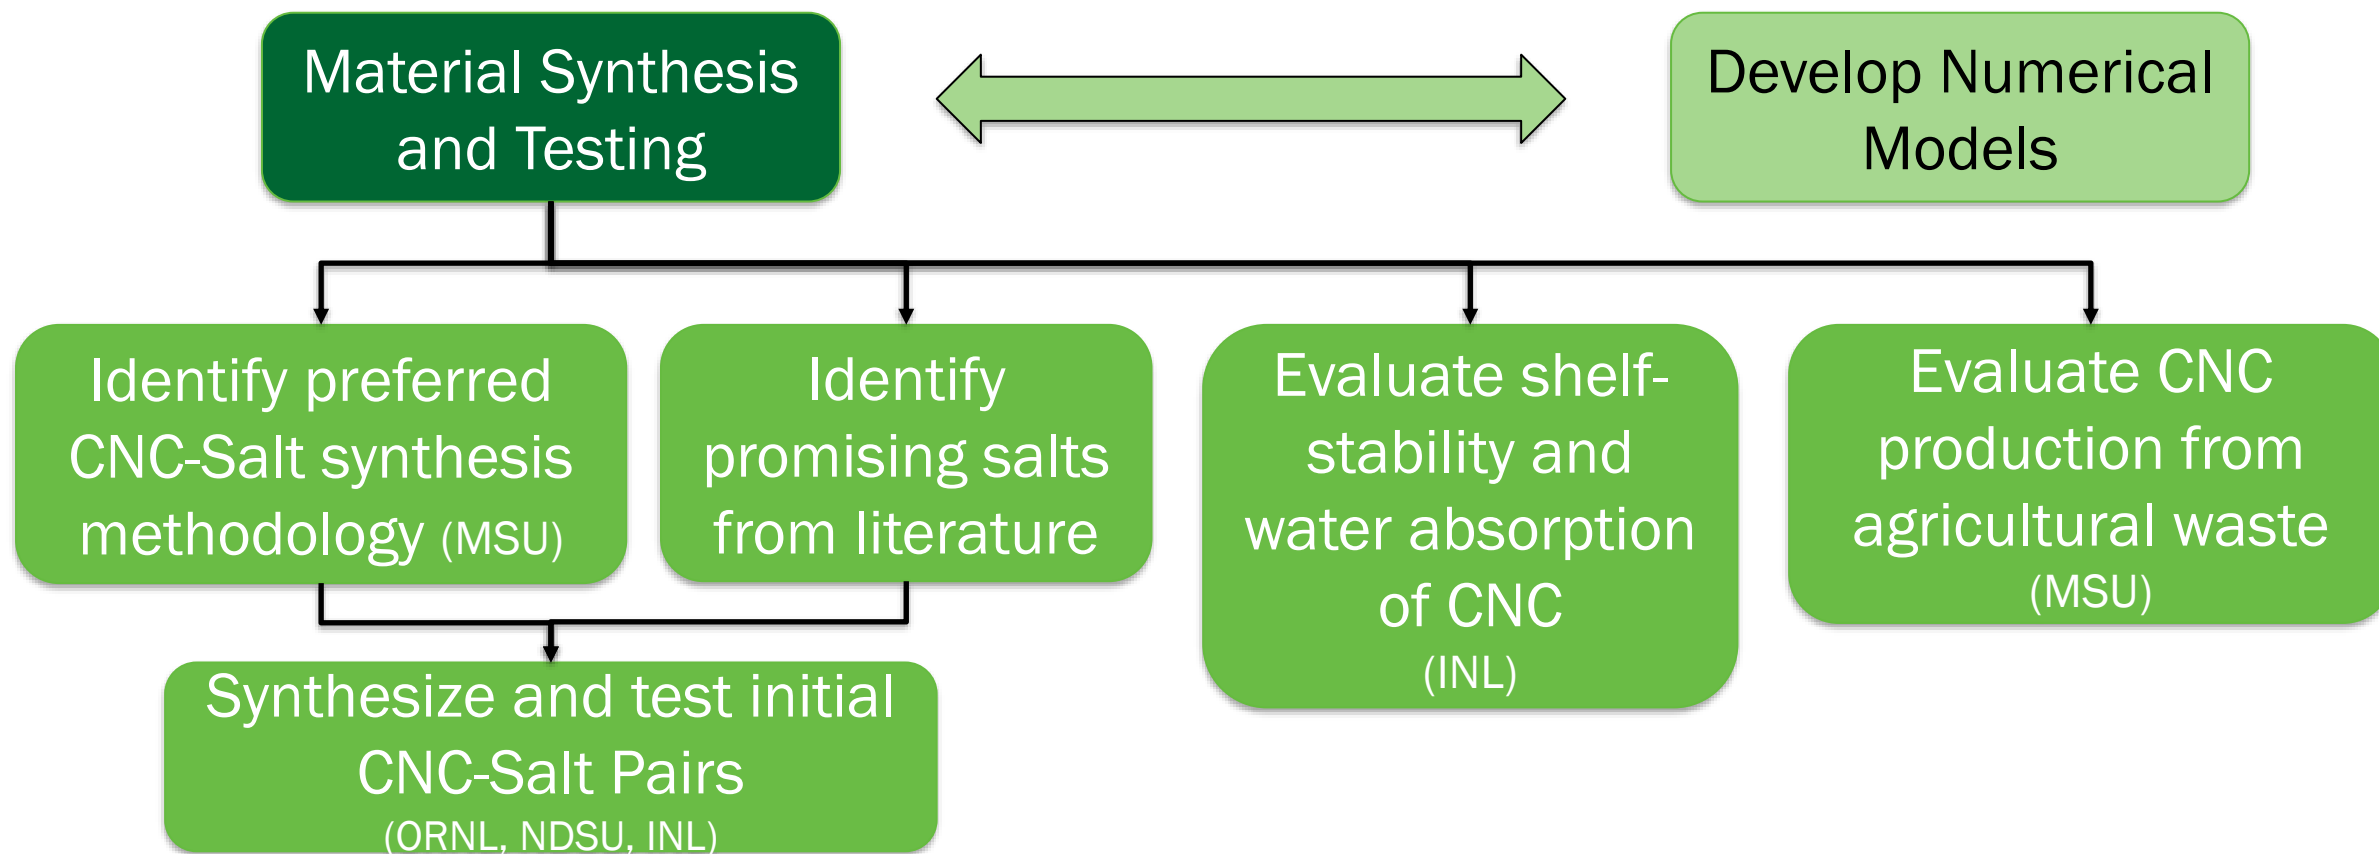 Material Synthesis
and Testing
Develop Numerical
Models
Identify preferred
CNC-Salt synthesis
methodology (MSU)
Identify
promising salts
from literature
Evaluate shelf-
stability and
water absorption
of CNC
(INL)
Evaluate CNC
production from
agricultural waste
(MSU)
Synthesize and test initial
CNC-Salt Pairs
(ORNL, NDSU, INL)